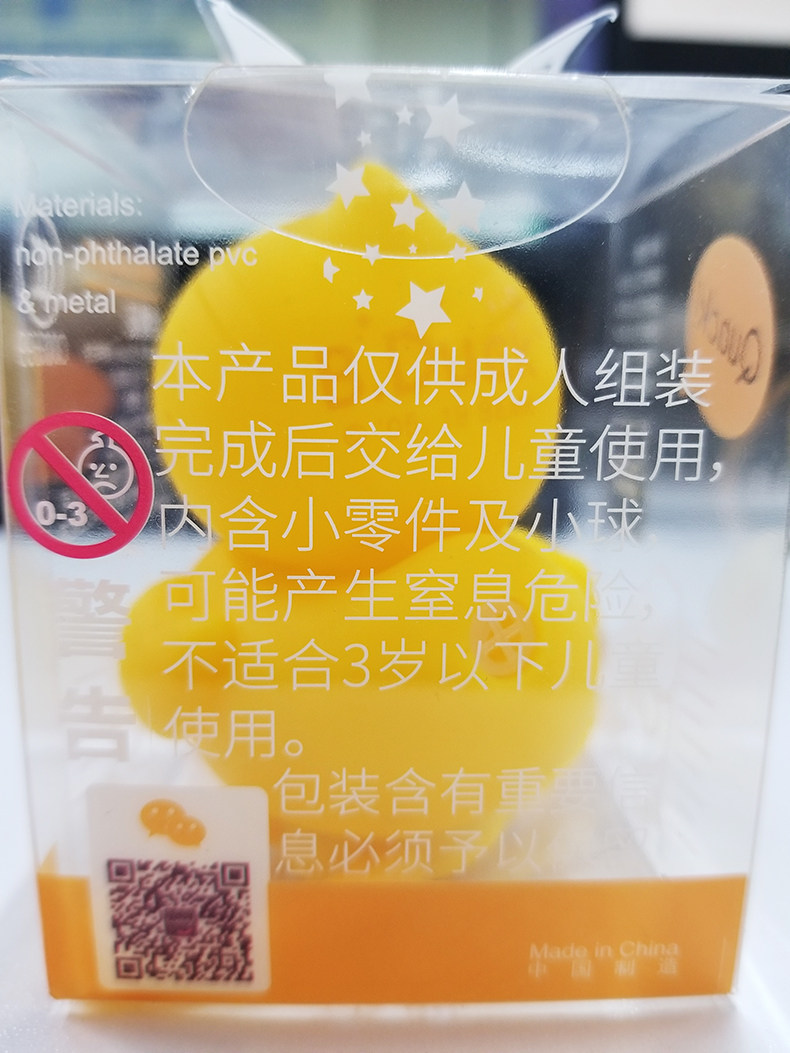 Materials:
non-phthalate pvc
& metal
Quack
本产品仅供成人组装
完成后交给儿童使用,
0-3
内含小零件及小球,
可能产生窒息危险,
不适合3岁以下儿童
使用。
警
告
包装含有重要信
息必须予以保留
Made in China
中国制造